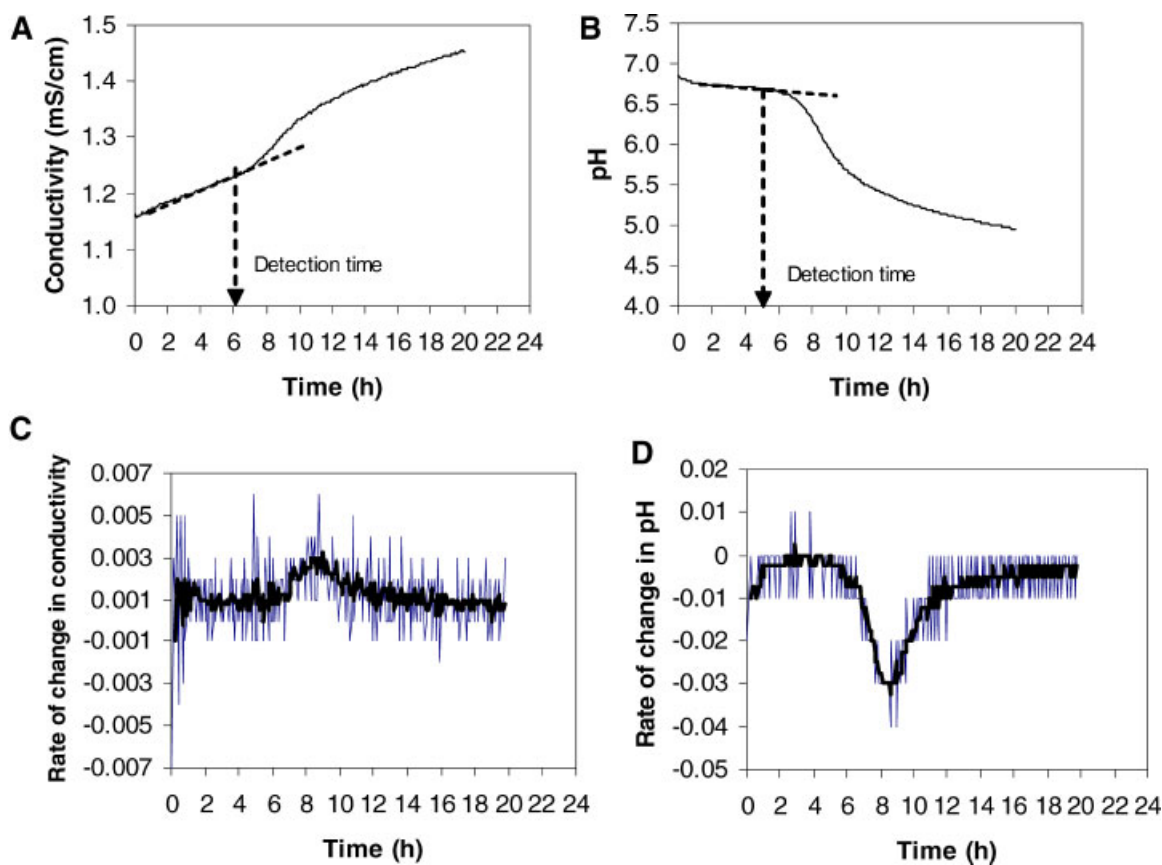 A
Conductivity (mS/cm)
1.5
1.4
1.3
1.2
1.1
1.0
Detection time
0 2 4 6 8 10 12 14 16 18 20 22 24
Time (h)
B
pH
7.5
7.0
6.5
6.0
5.5
5.0
4.5
4.0
Detection time
0 2 4 6 8 10 12 14 16 18 20 22 24
Time (h)
C
Rate of change in conductivity
0.007
0.005
0.003
0.001
-0.001
-0.003
-0.005
-0.007
0 2 4 6 8 10 12 14 16 18 20 22 24
Time (h)
D
Rate of change in pH
0.02
0.01
0
-0.01
-0.02
-0.03
-0.04
-0.05
0 2 4 6 8 10 12 14 16 18 20 22 24
Time (h)